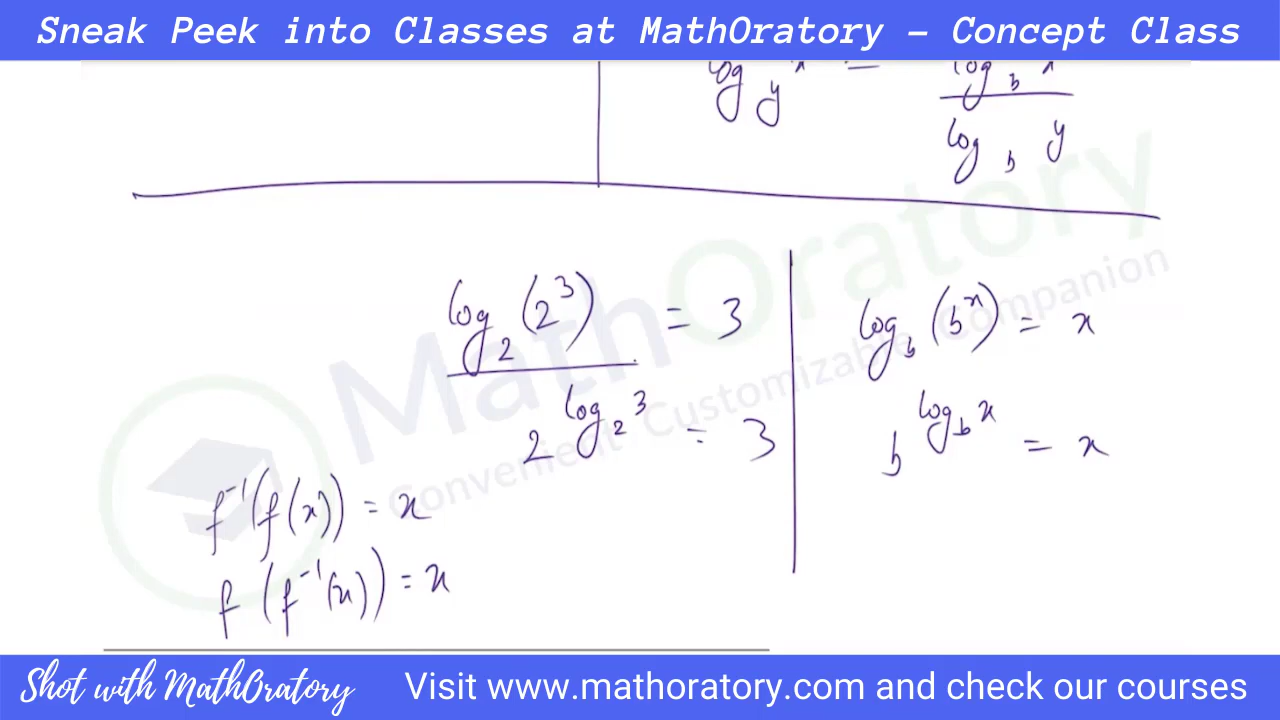 Sneak Peek into Classes at MathOratory – Concept Class
log_y x = log_b x / log_b y
log_2 (2^3) = 3
2^(log_2 3) = 3
log_b (b^x) = x
b^(log_b x) = x
f^-1 (f(x)) = x
f (f^-1 (x)) = x
MathOratory
Convenient Customizable Companion
Shot with MathOratory
Visit www.mathoratory.com and check our courses